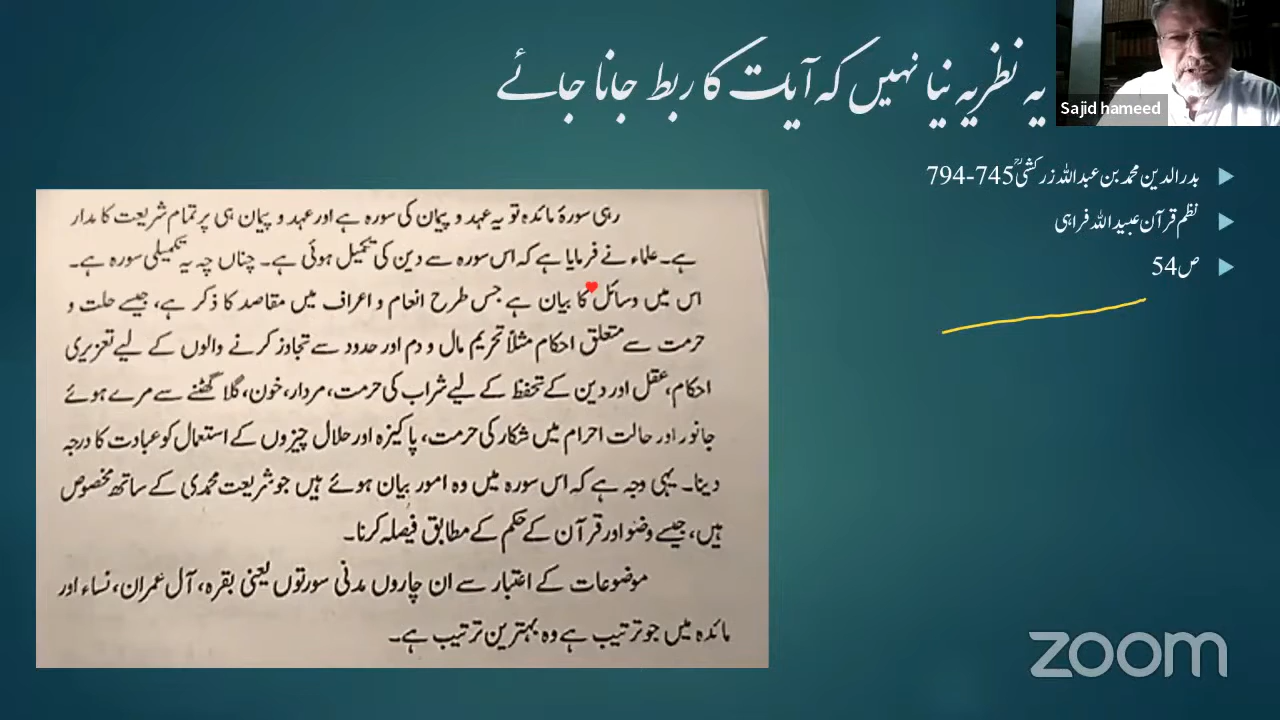 یہ نظریہ نیا نہیں کہ آیات کا ربط جانا جائے
Sajid hameed
بدرالدین محمد بن عبداللہ زرکشیؒ 745-794
نظم قرآن عبیداللہ فراہی
ص54
رہی سورۂ مائدہ تو یہ عہد و پیمان کی سورہ ہے اور عہد و پیمان ہی پر تمام شریعت کا مدار
ہے۔ علماء نے فرمایا ہے کہ اس سورہ سے دین کی تکمیل ہوئی ہے۔ چناں چہ یہ تکمیلی سورہ ہے۔
اس میں وسائل کا بیان ہے جس طرح انعام و اعراف میں مقاصد کا ذکر ہے، جیسے حلت و
حرمت سے متعلق احکام مثلاً تحریم مال و دم اور حدود سے تجاوز کرنے والوں کے لیے تعزیری
احکام، عقل اور دین کے تحفظ کے لیے شراب کی حرمت، مردار، خون، گلا گھٹنے سے مرے ہوئے
جانور اور حالت احرام میں شکار کی حرمت، پاکیزہ اور حلال چیزوں کے استعمال کو عبادت کا درجہ
دینا۔ یہی وجہ ہے کہ اس سورہ میں وہ امور بیان ہوئے ہیں جو شریعت محمدی کے ساتھ مخصوص
ہیں، جیسے وضو اور قرآن کے حکم کے مطابق فیصلہ کرنا۔
موضوعات کے اعتبار سے ان چاروں مدنی سورتوں یعنی بقرہ، آل عمران، نساء اور
مائدہ میں جو ترتیب ہے وہ بہترین ترتیب ہے۔
zoom